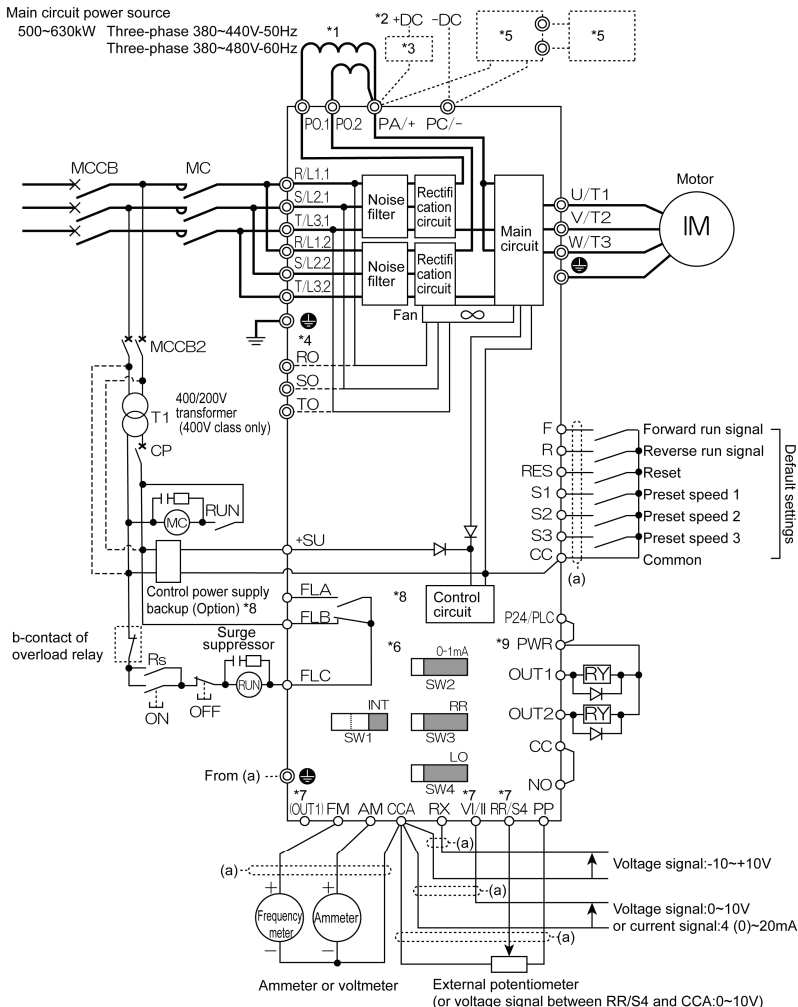 Main circuit power source
500~630kW Three-phase 380~440V-50Hz
Three-phase 380~480V-60Hz
*1
*2 +DC -DC
*3
*5
*5
PO.1 PO.2 PA/+ PC/-
MCCB MC
R/L1.1
S/L2.1
T/L3.1
R/L1.2
S/L2.2
T/L3.2
Noise
filter
Rectifi
cation
circuit
Noise
filter
Rectifi
cation
circuit
Main
circuit
Fan
U/T1
V/T2
W/T3
Motor
IM
*4
RO
SO
TO
MCCB2
400/200V
transformer
(400V class only)
T1
CP
MC
RUN
+SU
Control power supply
backup (Option) *8
FLA
FLB
FLC
*8
Control
circuit
F
R
RES
S1
S2
S3
CC
Forward run signal
Reverse run signal
Reset
Preset speed 1
Preset speed 2
Preset speed 3
Common
Default settings
(a)
P24/PLC
*9 PWR
OUT1
RY
OUT2
RY
CC
NO
b-contact of
overload relay
Surge
suppressor
Rs
RUN
ON
OFF
*6
0-1mA
SW2
INT
SW1
RR
SW3
LO
SW4
From (a)
*7 *7 *7
(OUT1) FM AM CCA RX VI/II RR/S4 PP
(a)
(a)
(a)
(a)
+
+
Frequency
meter
Ammeter
−
−
Ammeter or voltmeter
Voltage signal:-10~+10V
Voltage signal:0~10V
or current signal:4 (0)~20mA
External potentiometer
(or voltage signal between RR/S4 and CCA:0~10V)